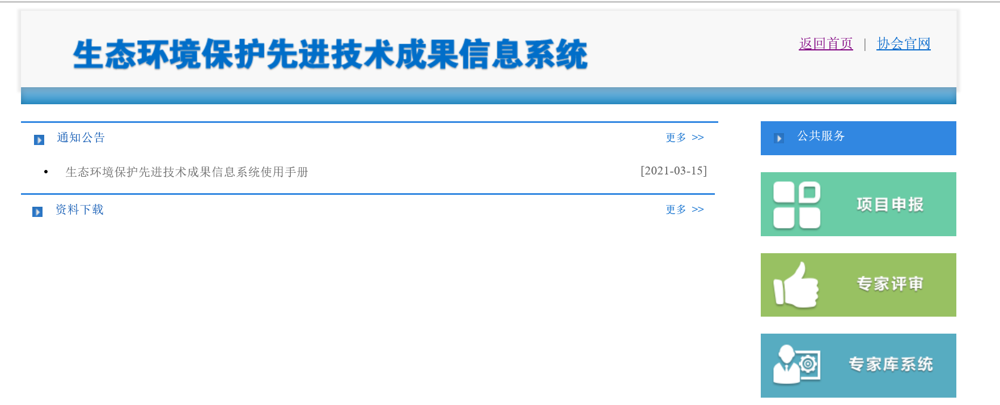 生态环境保护先进技术成果信息系统
返回首页 | 协会官网
通知公告 更多 >>
• 生态环境保护先进技术成果信息系统使用手册 [2021-03-15]
资料下载 更多 >>
公共服务
项目申报
专家评审
专家库系统